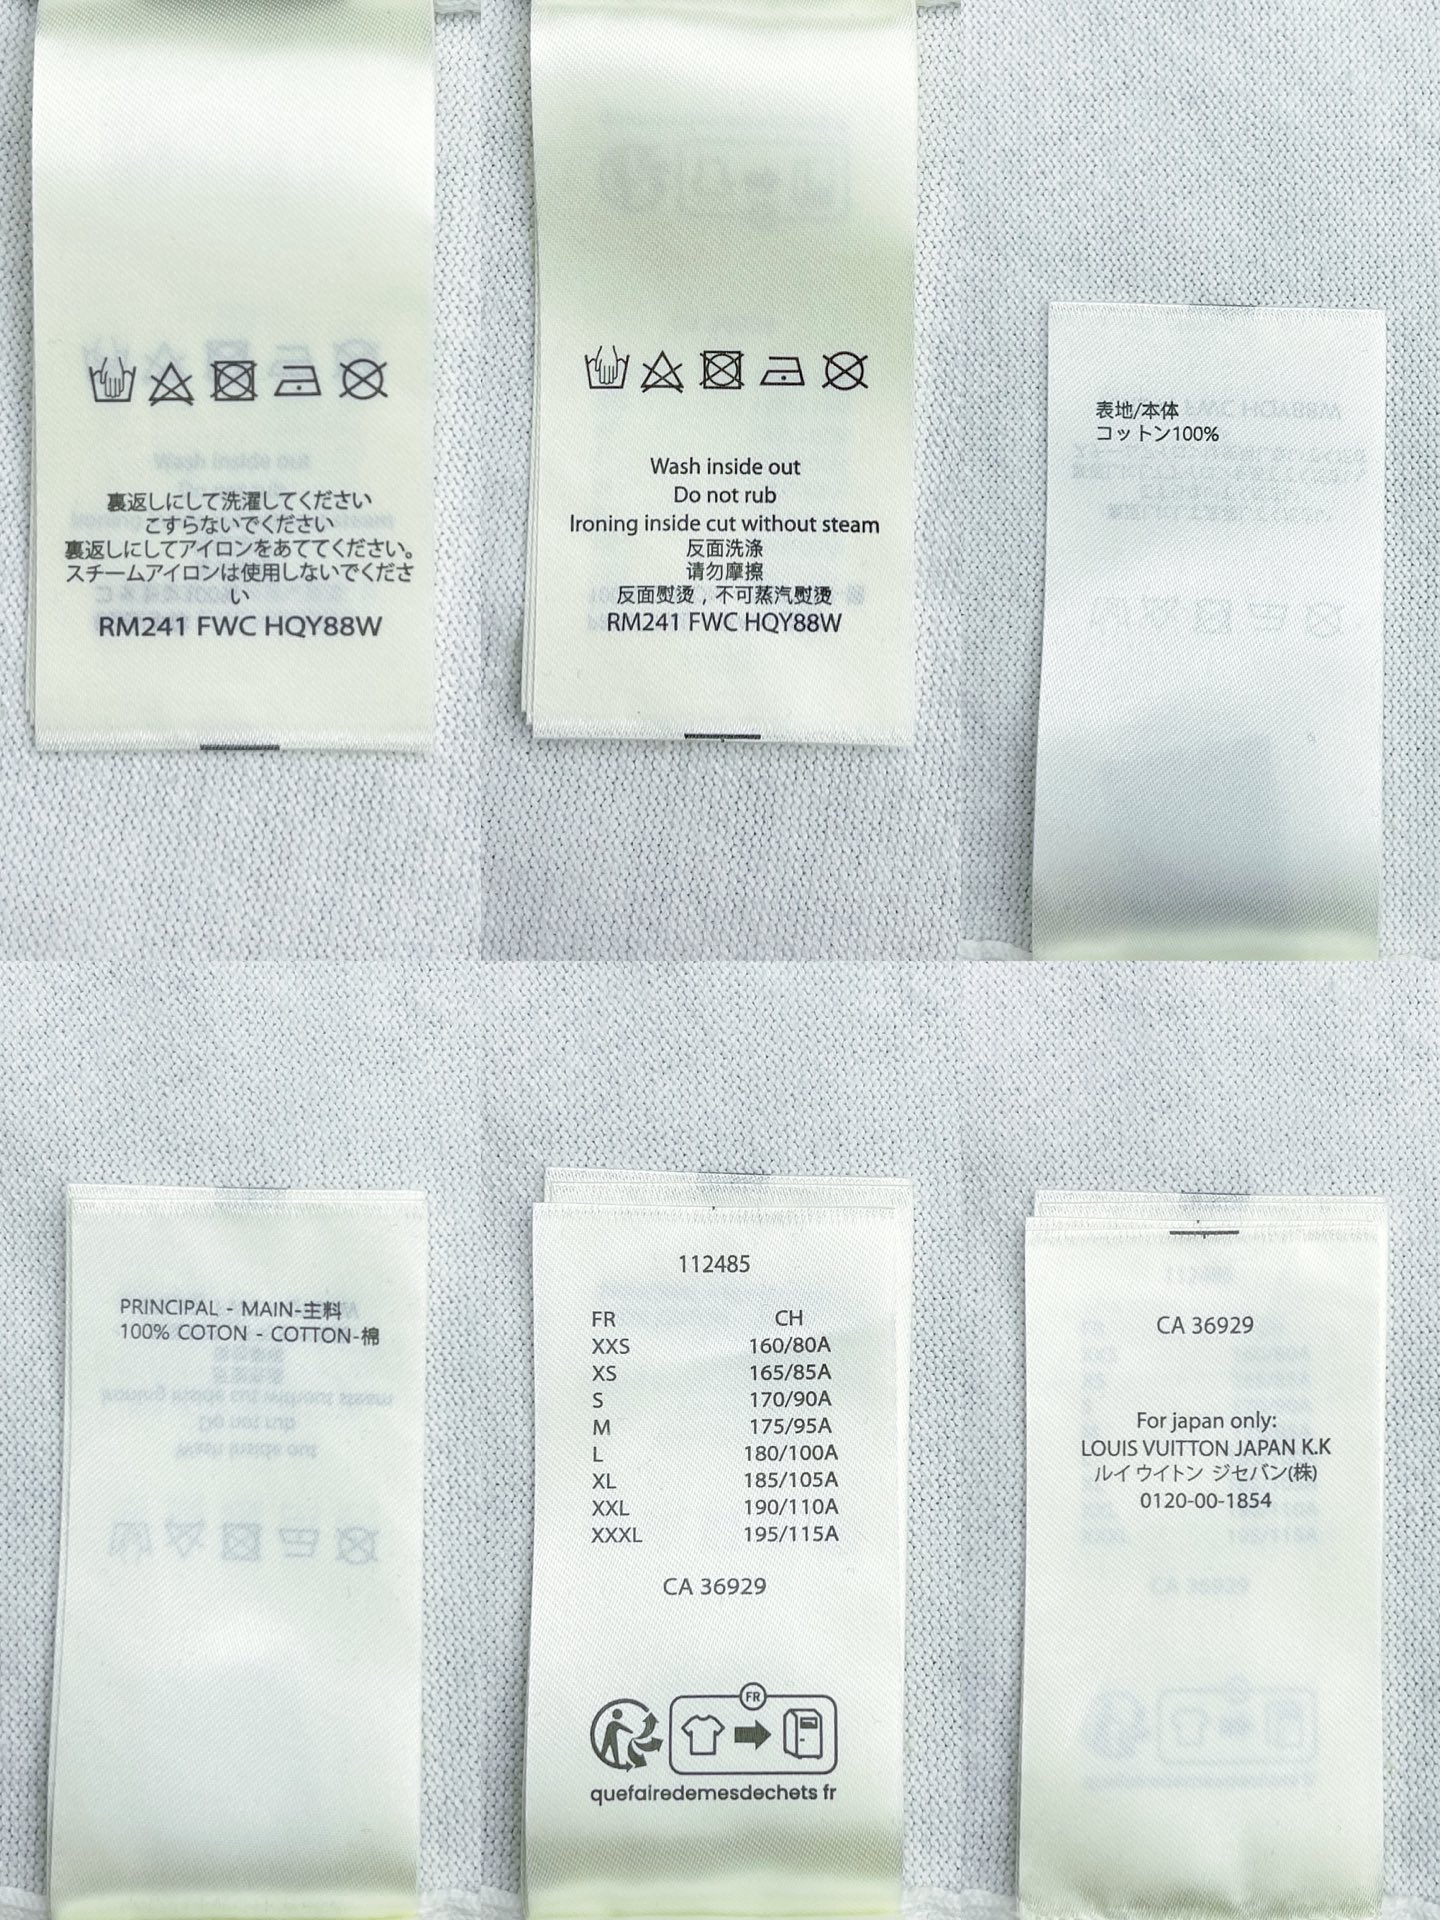 裏返しにして洗濯してください
こすらないでください
裏返しにしてアイロンをあててください。
スチームアイロンは使用しないでくださ
い
RM241 FWC HQY88W
Wash inside out
Do not rub
Ironing inside cut without steam
反面洗涤
请勿摩擦
反面熨烫，不可蒸汽熨烫
RM241 FWC HQY88W
表地/本体
コットン100%
PRINCIPAL - MAIN-主料
100% COTON - COTTON-棉
112485
FR CH
XXS 160/80A
XS 165/85A
S 170/90A
M 175/95A
L 180/100A
XL 185/105A
XXL 190/110A
XXXL 195/115A
CA 36929
FR
quefairedemesdechets fr
CA 36929
For japan only:
LOUIS VUITTON JAPAN K.K
ルイ ウイトン ジセバン(株)
0120-00-1854